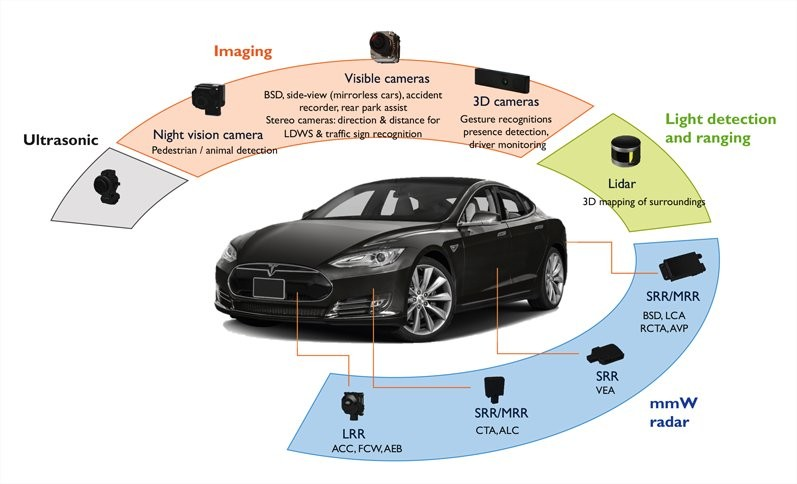 Imaging
Visible cameras
BSD, side-view (mirrorless cars), accident
recorder, rear park assist
Stereo cameras: direction & distance for
LDWS & traffic sign recognition
3D cameras
Gesture recognitions
presence detection,
driver monitoring
Night vision camera
Pedestrian / animal detection
Ultrasonic
Light detection
and ranging
Lidar
3D mapping of surroundings
SRR/MRR
BSD, LCA
RCTA, AVP
SRR
VEA
SRR/MRR
CTA, ALC
LRR
ACC, FCW, AEB
mmW
radar